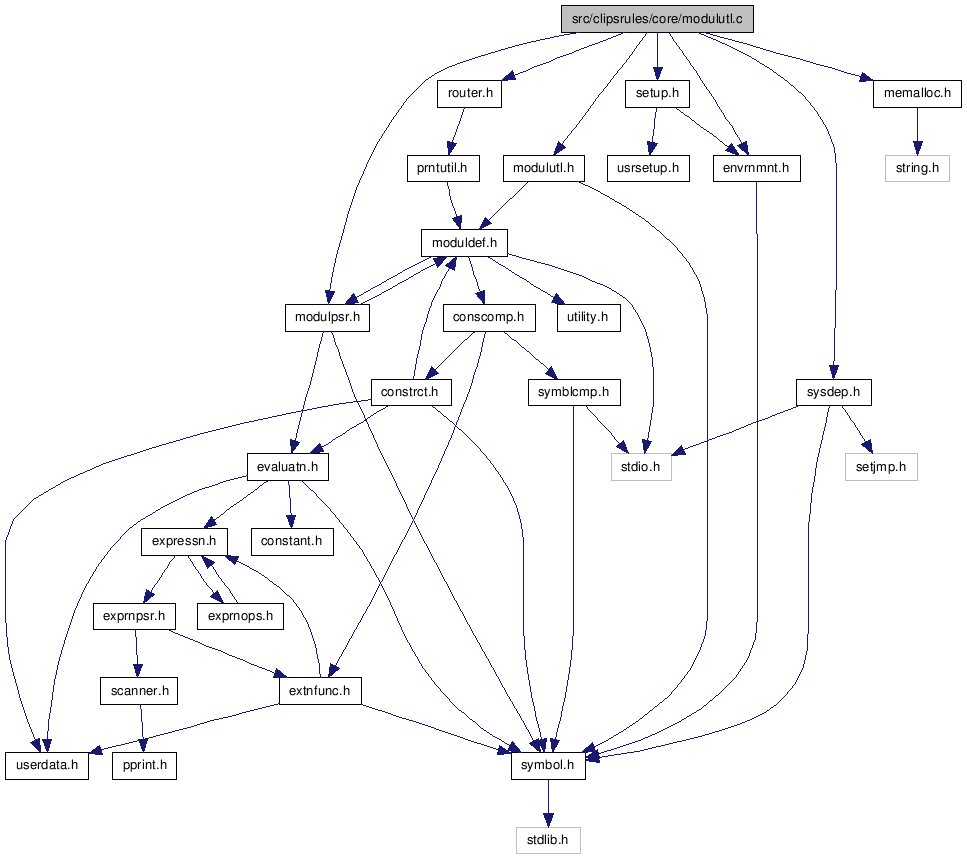 src/clipsrules/core/modulutl.c
router.h
setup.h
memalloc.h
prntutil.h
modulutl.h
usrsetup.h
envrnmnt.h
string.h
moduldef.h
modulpsr.h
conscomp.h
utility.h
constrct.h
symblcmp.h
sysdep.h
evaluatn.h
stdio.h
setjmp.h
expressn.h
constant.h
exprnpsr.h
exprnops.h
scanner.h
extnfunc.h
userdata.h
pprint.h
symbol.h
stdlib.h